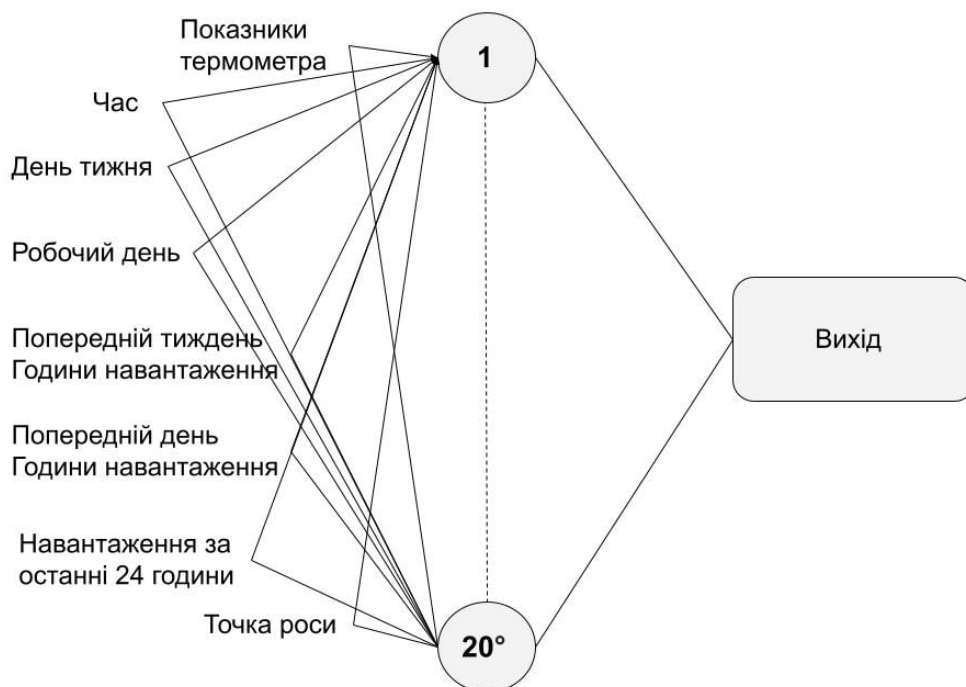 Показники
термометра
1
Час
День тижня
Робочий день
Попередній тиждень
Години навантаження
Вихід
Попередній день
Години навантаження
Навантаження за
останні 24 години
Точка роси
20°